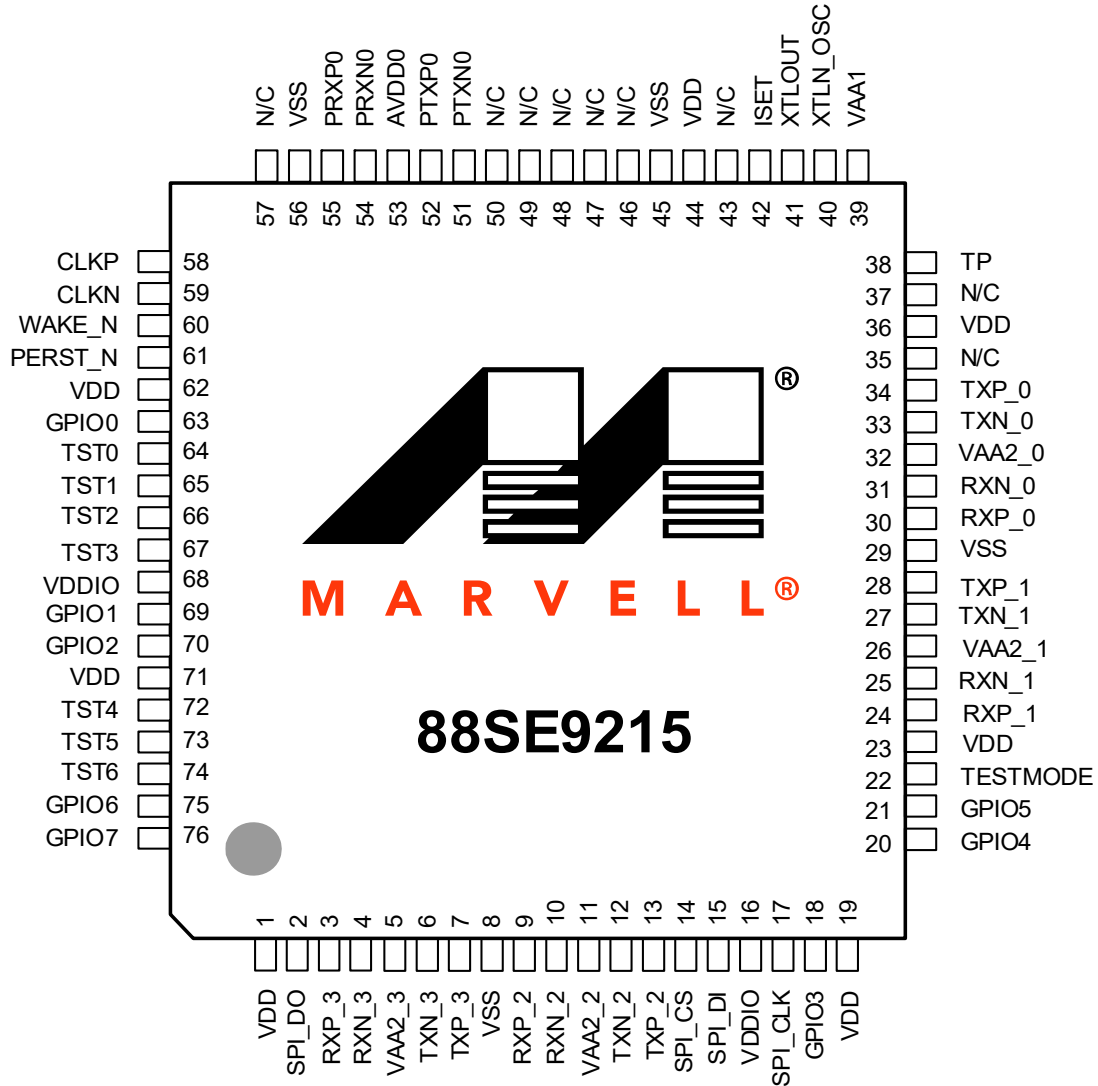 N/C VSS PRXP0 PRXN0 AVDD0 PTXP0 PTXN0 N/C N/C N/C N/C N/C VSS VDD N/C ISET XTLOUT XTLN_OSC VAA1
57 56 55 54 53 52 51 50 49 48 47 46 45 44 43 42 41 40 39
CLKP 58
CLKN 59
WAKE_N 60
PERST_N 61
VDD 62
GPIO0 63
TST0 64
TST1 65
TST2 66
TST3 67
VDDIO 68
GPIO1 69
GPIO2 70
VDD 71
TST4 72
TST5 73
TST6 74
GPIO6 75
GPIO7 76
®
MARVELL®
88SE9215
38 TP
37 N/C
36 VDD
35 N/C
34 TXP_0
33 TXN_0
32 VAA2_0
31 RXN_0
30 RXP_0
29 VSS
28 TXP_1
27 TXN_1
26 VAA2_1
25 RXN_1
24 RXP_1
23 VDD
22 TESTMODE
21 GPIO5
20 GPIO4
1 2 3 4 5 6 7 8 9 10 11 12 13 14 15 16 17 18 19
VDD SPI_DO RXP_3 RXN_3 VAA2_3 TXN_3 TXP_3 VSS RXP_2 RXN_2 VAA2_2 TXN_2 TXP_2 SPI_CS SPI_DI VDDIO SPI_CLK GPIO3 VDD